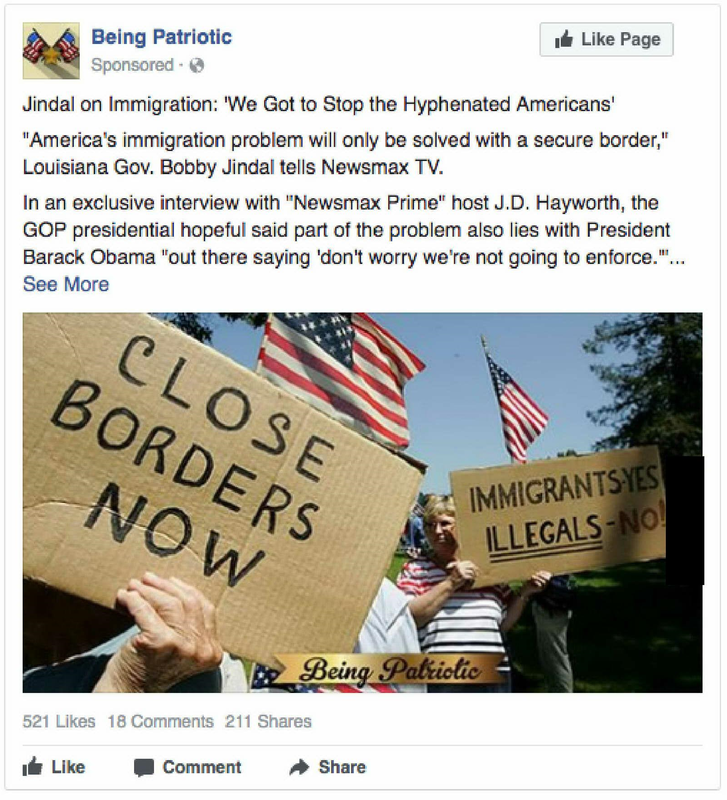 Being Patriotic
Like Page
Sponsored ·
Jindal on Immigration: 'We Got to Stop the Hyphenated Americans'
"America's immigration problem will only be solved with a secure border,"
Louisiana Gov. Bobby Jindal tells Newsmax TV.
In an exclusive interview with "Newsmax Prime" host J.D. Hayworth, the
GOP presidential hopeful said part of the problem also lies with President
Barack Obama "out there saying 'don't worry we're not going to enforce.'"...
See More
CLOSE
BORDERS
NOW
IMMIGRANTS-YES
ILLEGALS-NO!
Being Patriotic
521 Likes 18 Comments 211 Shares
Like Comment Share